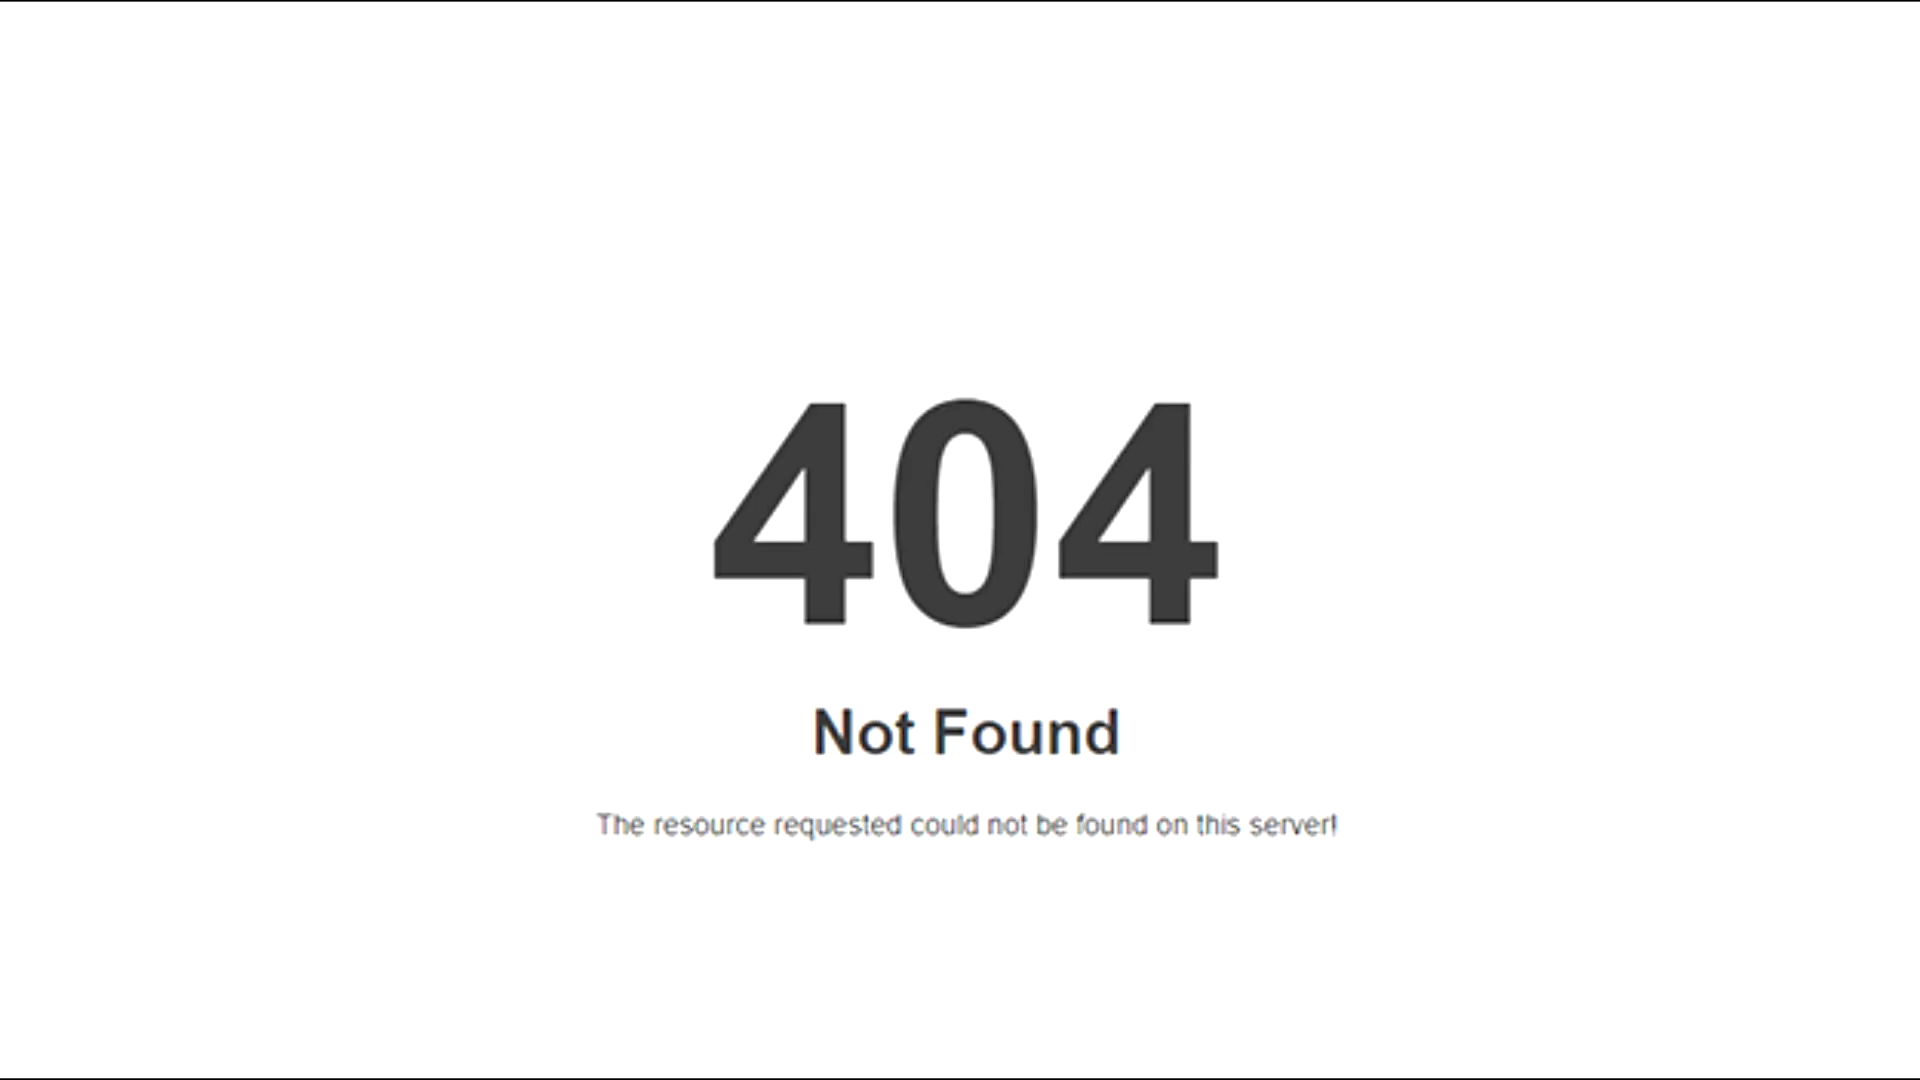 404
Not Found
The resource requested could not be found on this server!